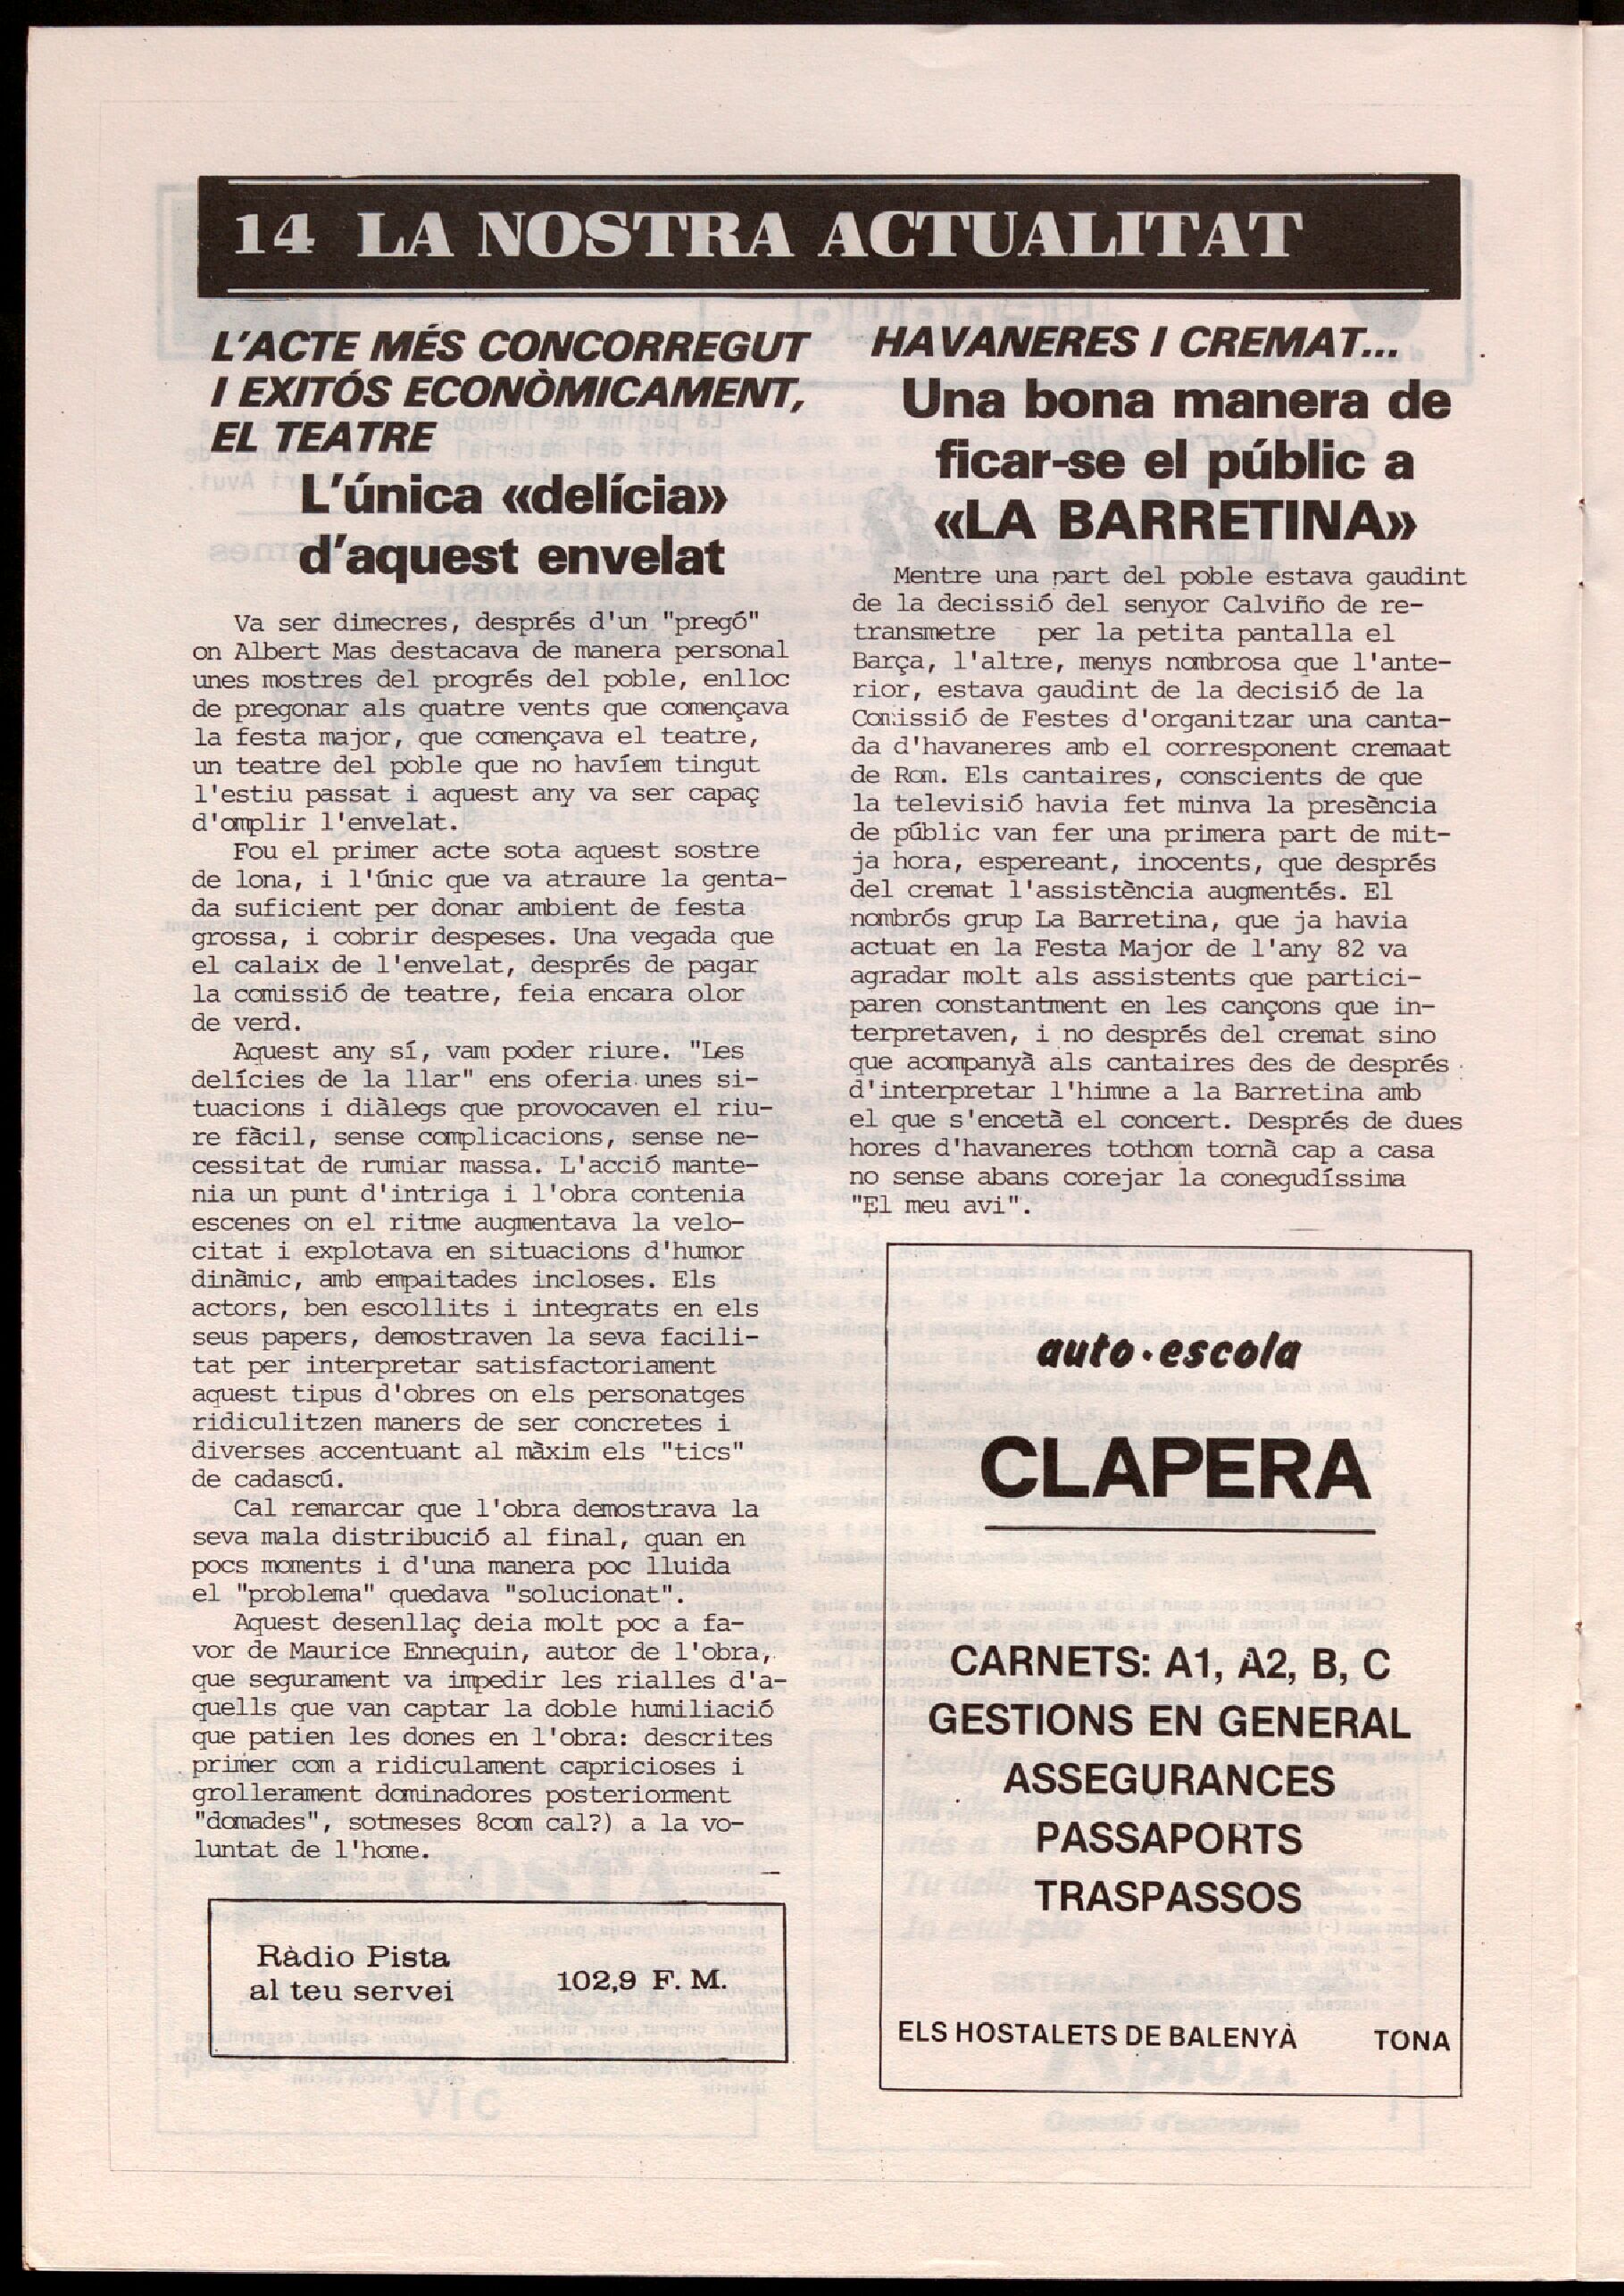 14 LA NOSTRA ACTUALITAT
L'ACTE MÉS CONCORREGUT
I EXITÓS ECONÒMICAMENT,
EL TEATRE
L'única «delícia»
d'aquest envelat
Va ser dimecres, després d'un "pregó"
on Albert Mas destacava de manera personal
unes mostres del progrés del poble, enlloc
de pregonar als quatre vents que començava
la festa major, que començava el teatre,
un teatre del poble que no havíem tingut
l'estiu passat i aquest any va ser capaç
d'omplir l'envelat.
Fou el primer acte sota aquest sostre
de lona, i l'únic que va atraure la genta-
da suficient per donar ambient de festa
grossa, i cobrir despeses. Una vegada que
el calaix de l'envelat, després de pagar
la comissió de teatre, feia encara olor
de verd.
Aquest any sí, vam poder riure. "Les
delícies de la llar" ens oferia unes si-
tuacions i diàlegs que provocaven el riu-
re fàcil, sense complicacions, sense ne-
cessitat de rumiar massa. L'acció mante-
nia un punt d'intriga i l'obra contenia
escenes on el ritme augmentava la velo-
citat i explotava en situacions d'humor
dinàmic, amb empaitades incloses. Els
actors, ben escollits i integrats en els
seus papers, demostraven la seva facili-
tat per interpretar satisfactoriament
aquest tipus d'obres on els personatges
ridiculitzen maners de ser concretes i
diverses accentuant al màxim els "tics"
de cadascú.
Cal remarcar que l'obra demostrava la
seva mala distribució al final, quan en
pocs moments i d'una manera poc lluida
el "problema" quedava "solucionat".
Aquest desenllaç deia molt poc a fa-
vor de Maurice Ennequin, autor de l'obra,
que segurament va impedir les rialles d'a-
quells que van captar la doble humiliació
que patien les dones en l'obra: descrites
primer com a ridiculament capricioses i
grollerament dominadores posteriorment
"domades", sotmeses 8com cal?) a la vo-
luntat de l'home.
Ràdio Pista
al teu servei
102,9 F. M.
HAVANERES I CREMAT...
Una bona manera de
ficar-se el públic a
«LA BARRETINA»
Mentre una part del poble estava gaudint
de la decissió del senyor Calviño de re-
transmetre per la petita pantalla el
Barça, l'altre, menys nombrosa que l'ante-
rior, estava gaudint de la decisió de la
Comissió de Festes d'organitzar una canta-
da d'havaneres amb el corresponent cremaat
de Rom. Els cantaires, conscients de que
la televisió havia fet minva la presència
de públic van fer una primera part de mit-
ja hora, espereant, inocents, que després
del cremat l'assistència augmentés. El
nombrós grup La Barretina, que ja havia
actuat en la Festa Major de l'any 82 va
agradar molt als assistents que partici-
paren constantment en les cançons que in-
terpretaven, i no després del cremat sino
que acompanyà als cantaires des de després
d'interpretar l'himne a la Barretina amb
el que s'encetà el concert. Després de dues
hores d'havaneres tothom tornà cap a casa
no sense abans corejar la conegudíssima
"El meu avi".
auto·escola
CLAPERA
CARNETS: A1, A2, B, C
GESTIONS EN GENERAL
ASSEGURANCES
PASSAPORTS
TRASPASSOS
ELS HOSTALETS DE BALENYÀ TONA